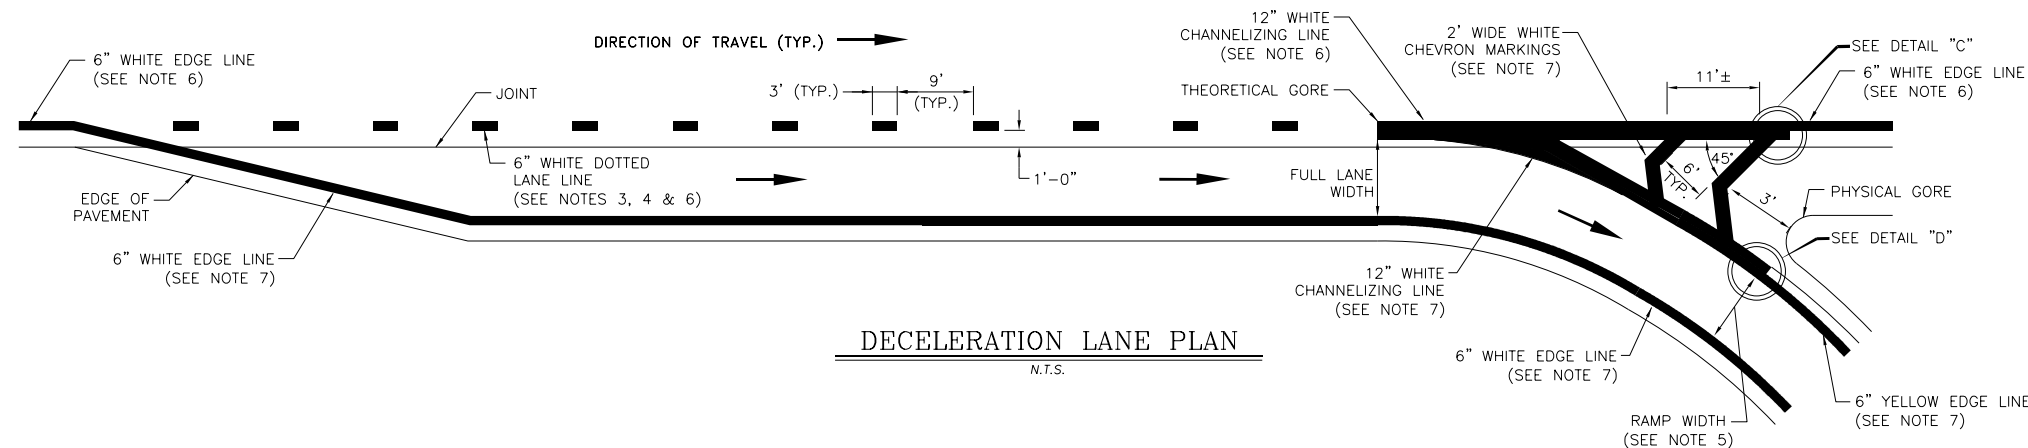 6" WHITE EDGE LINE
(SEE NOTE 6)
DIRECTION OF TRAVEL (TYP.)
JOINT
3' (TYP.)
9'
(TYP.)
12" WHITE
CHANNELIZING LINE
(SEE NOTE 6)
THEORETICAL GORE
2' WIDE WHITE
CHEVRON MARKINGS
(SEE NOTE 7)
11'±
SEE DETAIL "C"
6" WHITE EDGE LINE
(SEE NOTE 6)
EDGE OF
PAVEMENT
6" WHITE DOTTED
LANE LINE
(SEE NOTES 3, 4 & 6)
1'-0"
FULL LANE
WIDTH
6'
TYP.
45°
3'
PHYSICAL GORE
SEE DETAIL "D"
6" WHITE EDGE LINE
(SEE NOTE 7)
12" WHITE
CHANNELIZING LINE
(SEE NOTE 7)
DECELERATION LANE PLAN
N.T.S.
6" WHITE EDGE LINE
(SEE NOTE 7)
RAMP WIDTH
(SEE NOTE 5)
6" YELLOW EDGE LINE
(SEE NOTE 7)